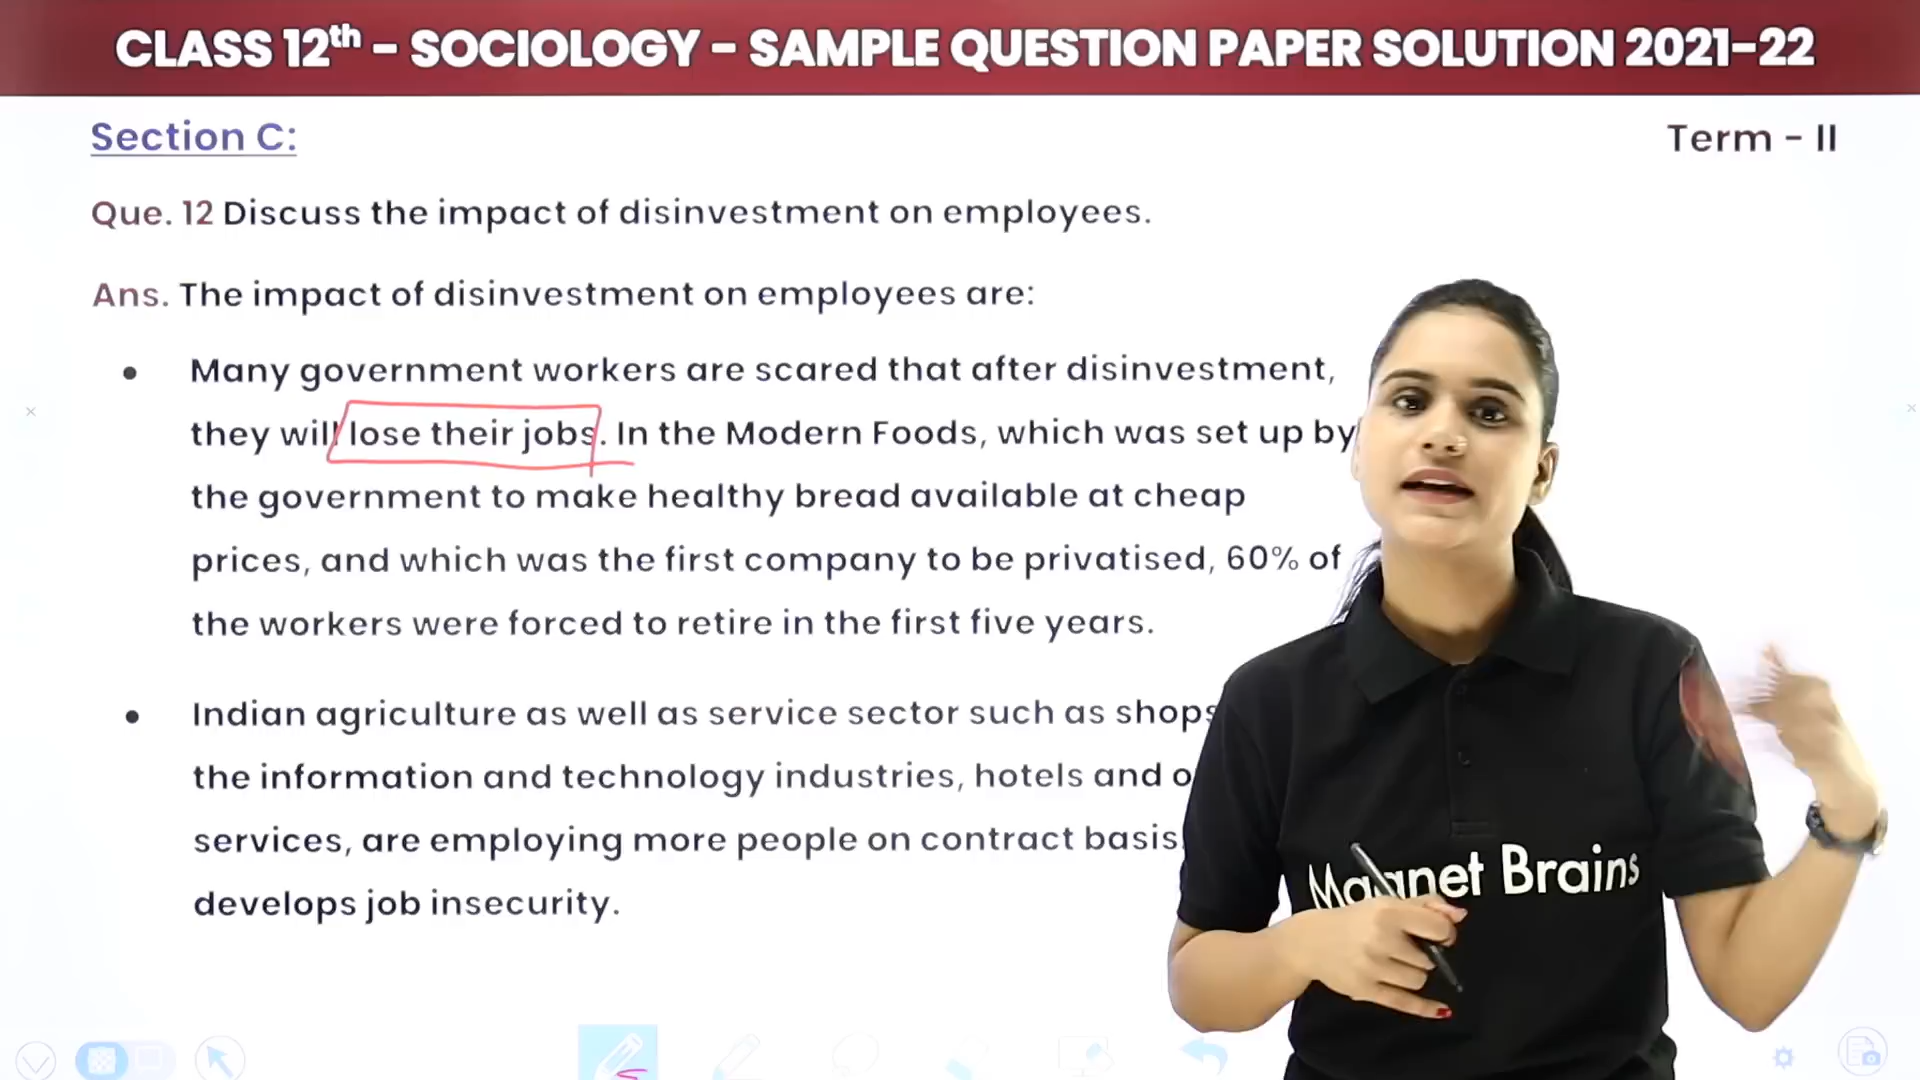 CLASS 12th – SOCIOLOGY – SAMPLE QUESTION PAPER SOLUTION 2021-22
Section C:
Term - II
Que. 12 Discuss the impact of disinvestment on employees.
Ans. The impact of disinvestment on employees are:
• Many government workers are scared that after disinvestment,
they will lose their jobs. In the Modern Foods, which was set up by
the government to make healthy bread available at cheap
prices, and which was the first company to be privatised, 60% of
the workers were forced to retire in the first five years.
• Indian agriculture as well as service sector such as shops
the information and technology industries, hotels and
services, are employing more people on contract basis
develops job insecurity.
Magnet Brains